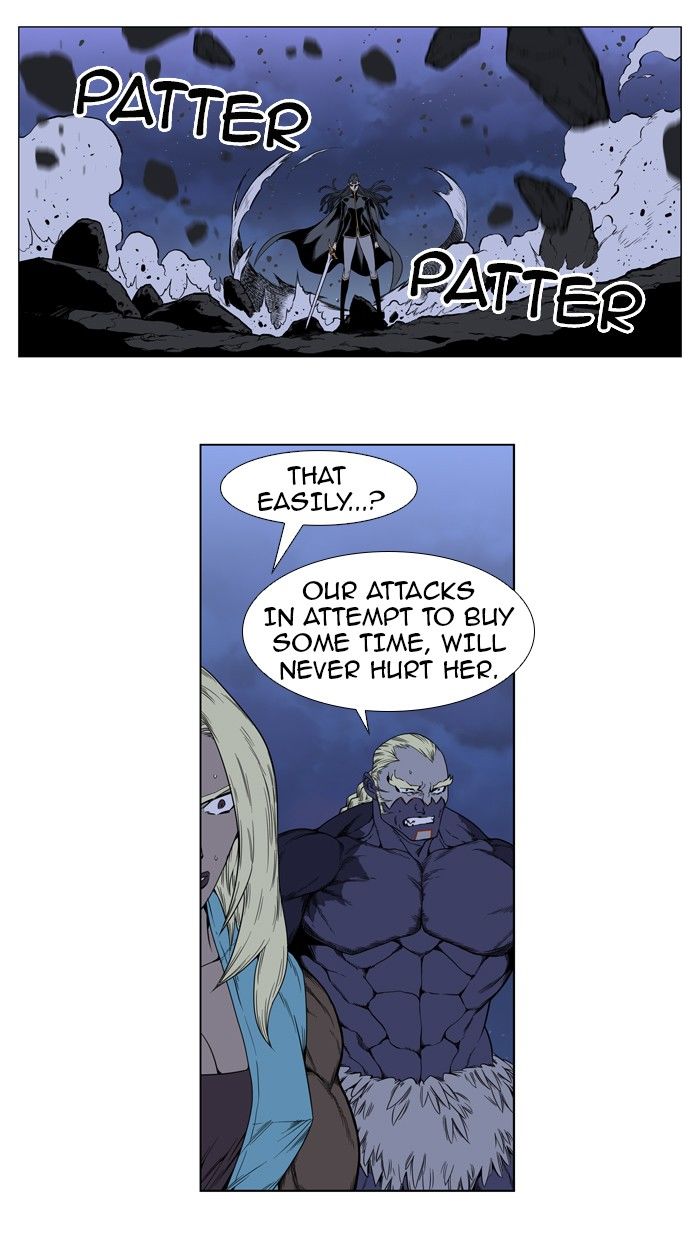 PATTER
PATTER
THAT
EASILY...?
OUR ATTACKS
IN ATTEMPT TO BUY
SOME TIME, WILL
NEVER HURT HER.